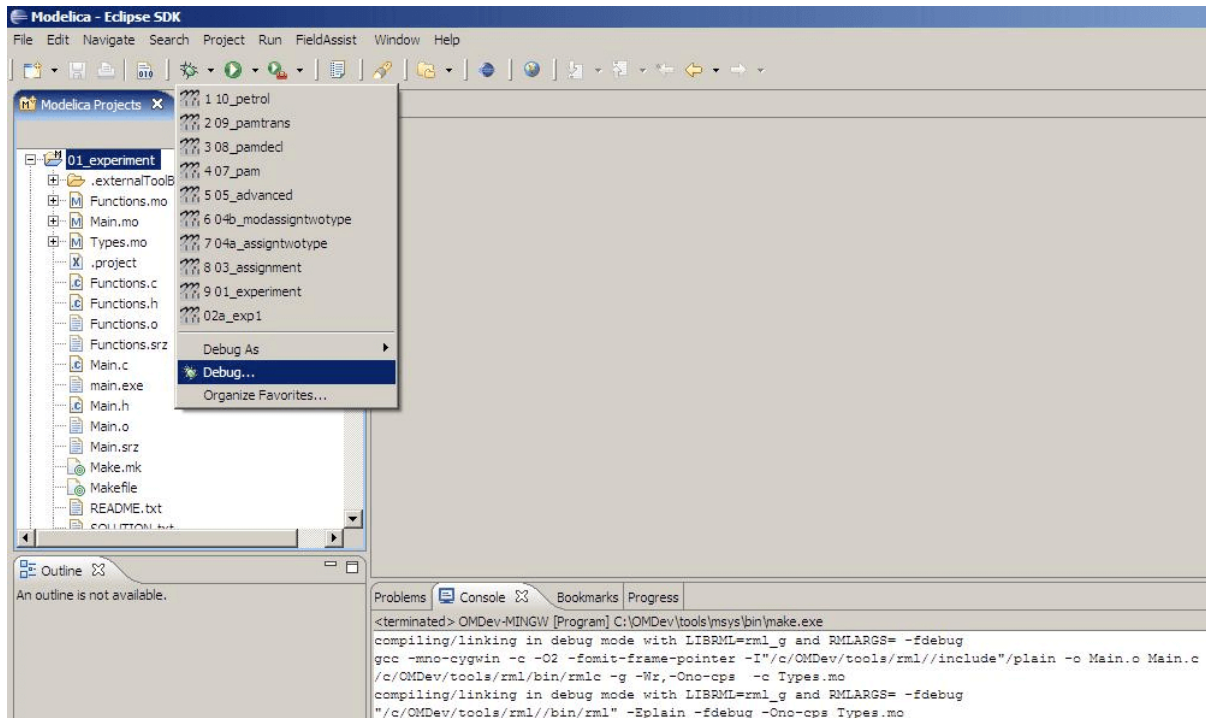 Modelica - Eclipse SDK
File Edit Navigate Search Project Run FieldAssist Window Help
Modelica Projects
1 10_petrol
2 09_pamtrans
3 08_pamdecl
4 07_pam
5 05_advanced
6 04b_modassigntwotype
7 04a_assigntwotype
8 03_assignment
9 01_experiment
02a_exp1
Debug As
Debug...
Organize Favorites...
01_experiment
.externalToolB
Functions.mo
Main.mo
Types.mo
.project
Functions.c
Functions.h
Functions.o
Functions.srz
Main.c
main.exe
Main.h
Main.o
Main.srz
Make.mk
Makefile
README.txt
SOLUTION.txt
Outline
An outline is not available.
Problems Console Bookmarks Progress
<terminated> OMDev-MINGW [Program] C:\OMDev\tools\msys\bin\make.exe
compiling/linking in debug mode with LIBRML=rml_g and RMLARGS= -fdebug
gcc -mno-cygwin -c -O2 -fomit-frame-pointer -I"/c/OMDev/tools/rml//include"/plain -o Main.o Main.c
/c/OMDev/tools/rml/bin/rmlc -g -Wr,-Ono-cps -c Types.mo
compiling/linking in debug mode with LIBRML=rml_g and RMLARGS= -fdebug
"/c/OMDev/tools/rml//bin/rml" -Eplain -fdebug -Ono-cps Types.mo